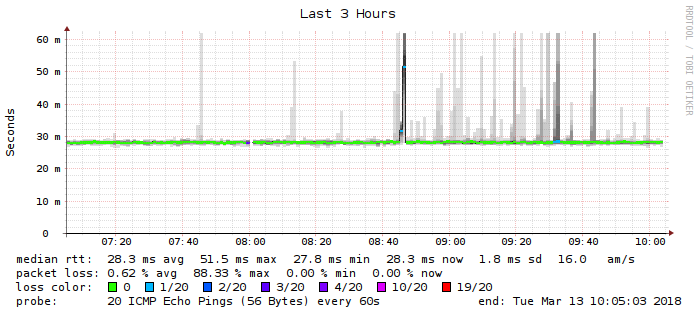 Last 3 Hours
RRDTOOL / TOBI OETIKER
Seconds
60 m
50 m
40 m
30 m
20 m
10 m
0
07:20 07:40 08:00 08:20 08:40 09:00 09:20 09:40 10:00
median rtt: 28.3 ms avg 51.5 ms max 27.8 ms min 28.3 ms now 1.8 ms sd 16.0 am/s
packet loss: 0.62 % avg 88.33 % max 0.00 % min 0.00 % now
loss color: 0 1/20 2/20 3/20 4/20 10/20 19/20
probe: 20 ICMP Echo Pings (56 Bytes) every 60s end: Tue Mar 13 10:05:03 2018